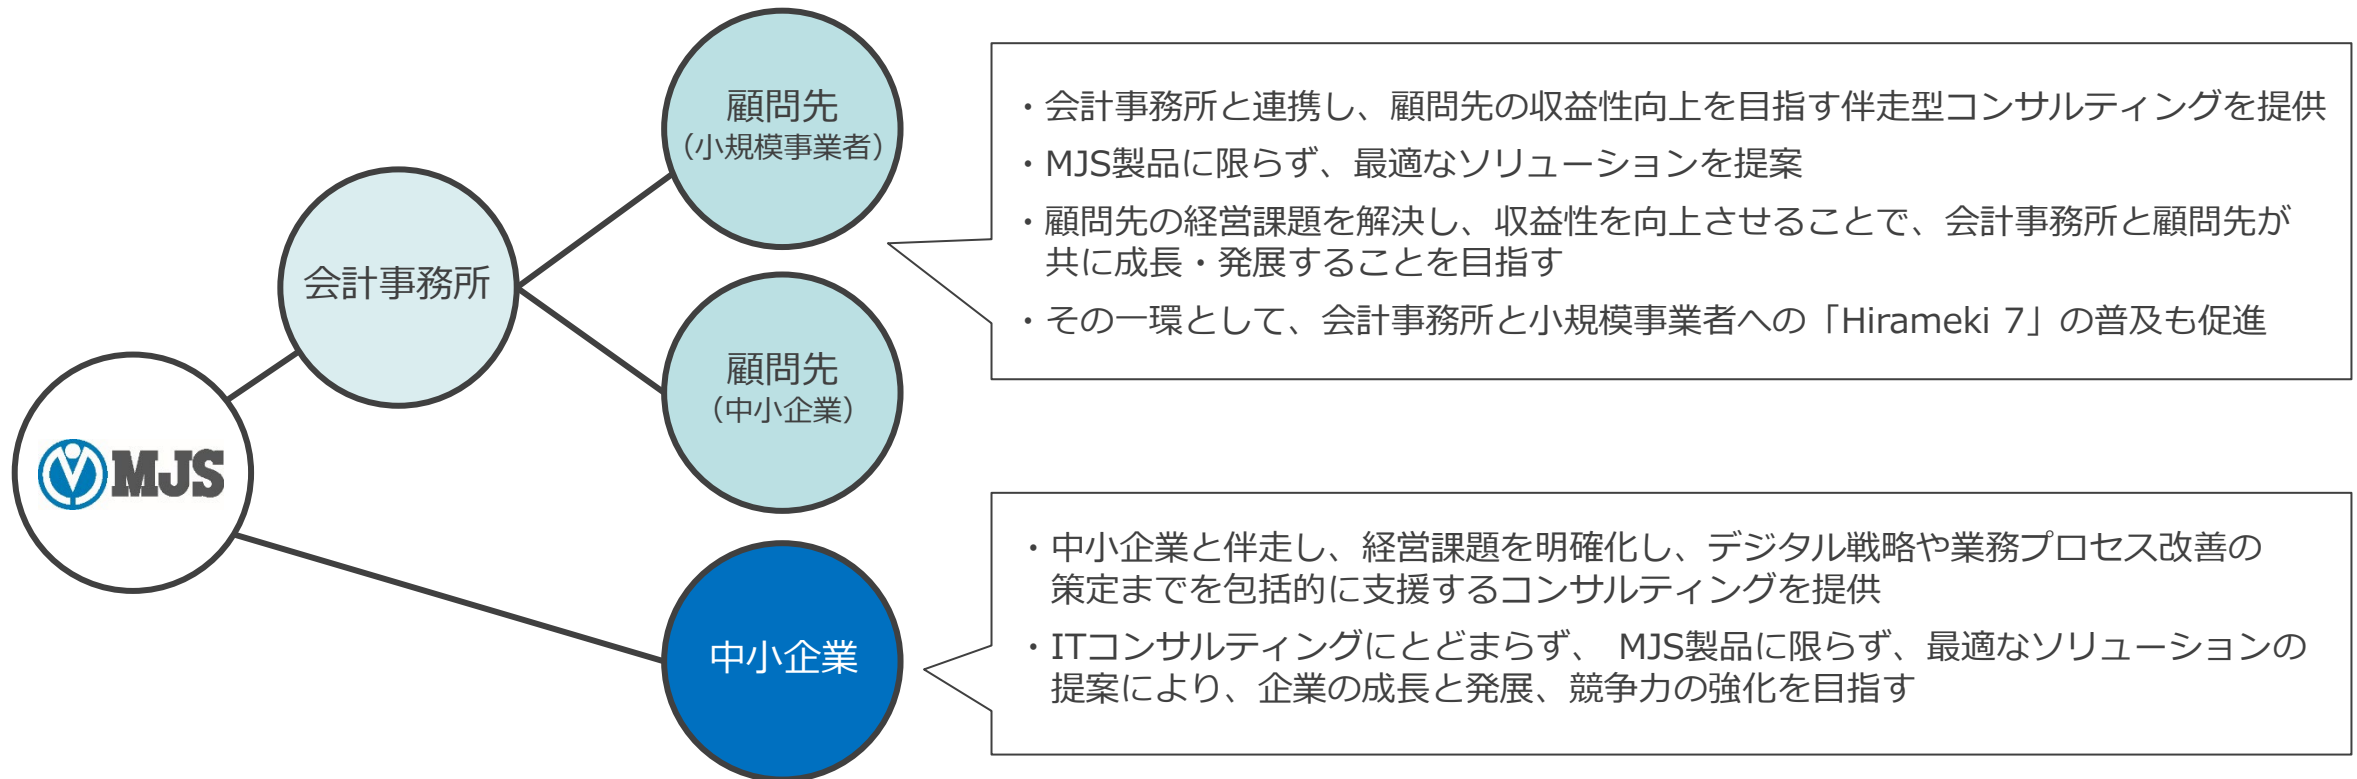 顧問先
（小規模事業者）
会計事務所
顧問先
（中小企業）
MJS
中小企業
・会計事務所と連携し、顧問先の収益性向上を目指す伴走型コンサルティングを提供
・MJS製品に限らず、最適なソリューションを提案
・顧問先の経営課題を解決し、収益性を向上させることで、会計事務所と顧問先が
共に成長・発展することを目指す
・その一環として、会計事務所と小規模事業者への「Hirameki 7」の普及も促進
・中小企業と伴走し、経営課題を明確化し、デジタル戦略や業務プロセス改善の
策定までを包括的に支援するコンサルティングを提供
・ITコンサルティングにとどまらず、 MJS製品に限らず、最適なソリューションの
提案により、企業の成長と発展、競争力の強化を目指す